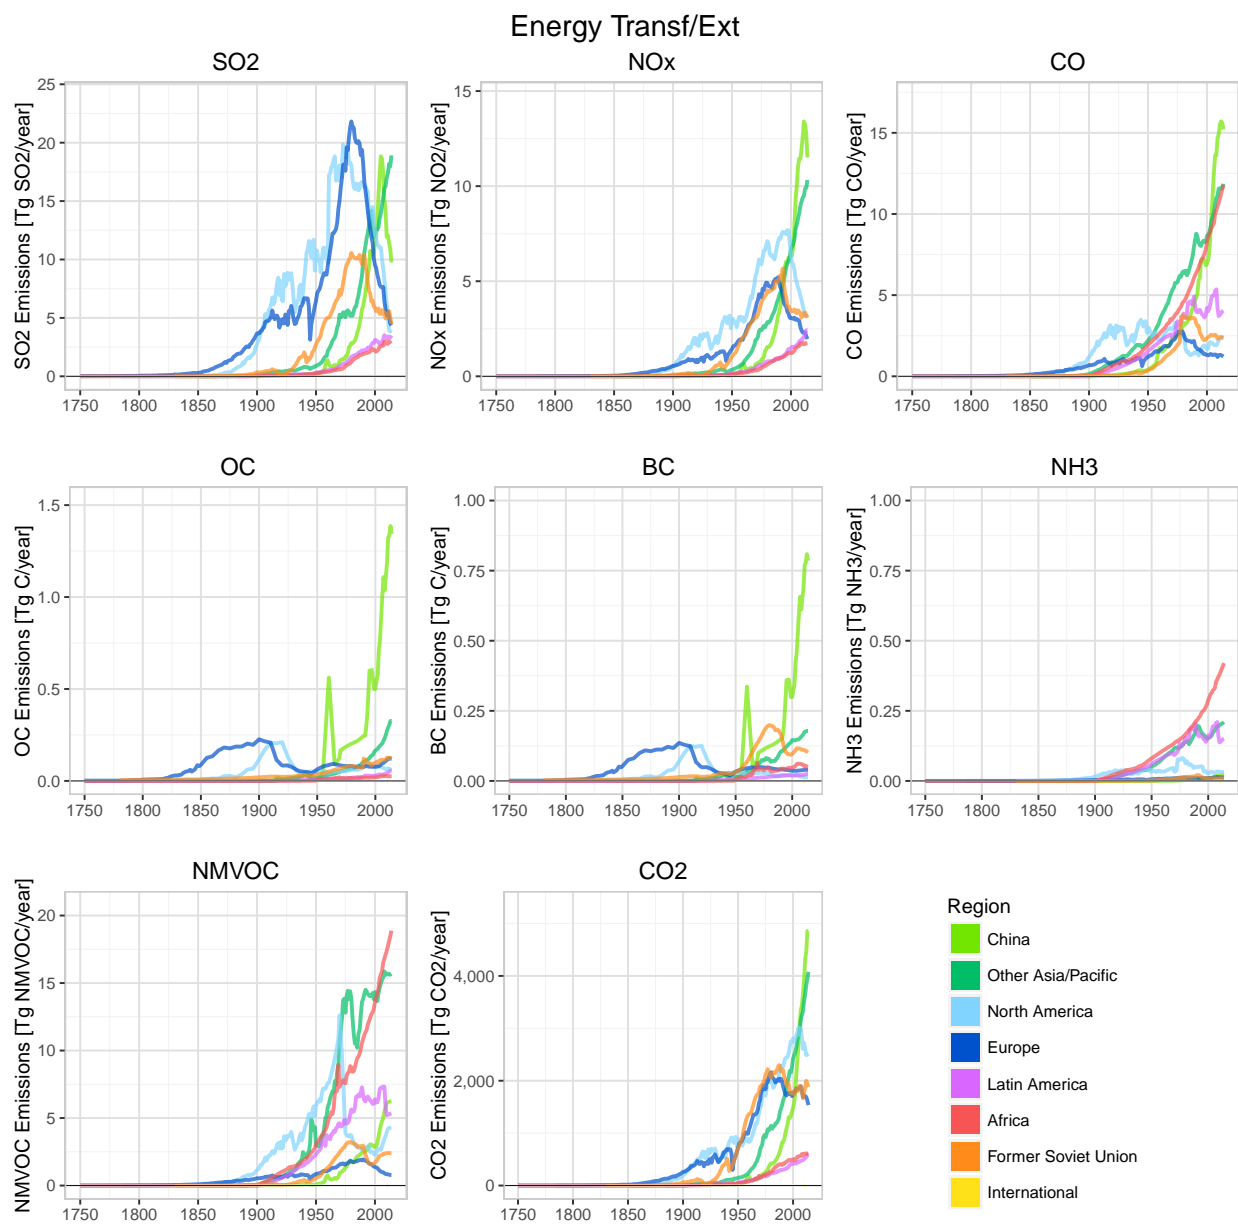 Energy Transf/Ext
SO2
SO2 Emissions [Tg SO2/year]
25
20
15
10
5
0
1750 1800 1850 1900 1950 2000
NOx
NOx Emissions [Tg NO2/year]
15
10
5
0
1750 1800 1850 1900 1950 2000
CO
CO Emissions [Tg CO/year]
15
10
5
0
1750 1800 1850 1900 1950 2000
OC
OC Emissions [Tg C/year]
1.5
1.0
0.5
0.0
1750 1800 1850 1900 1950 2000
BC
BC Emissions [Tg C/year]
1.00
0.75
0.50
0.25
0.00
1750 1800 1850 1900 1950 2000
NH3
NH3 Emissions [Tg NH3/year]
1.00
0.75
0.50
0.25
0.00
1750 1800 1850 1900 1950 2000
NMVOC
NMVOC Emissions [Tg NMVOC/year]
20
15
10
5
0
1750 1800 1850 1900 1950 2000
CO2
CO2 Emissions [Tg CO2/year]
4,000
2,000
0
1750 1800 1850 1900 1950 2000
Region
China
Other Asia/Pacific
North America
Europe
Latin America
Africa
Former Soviet Union
International